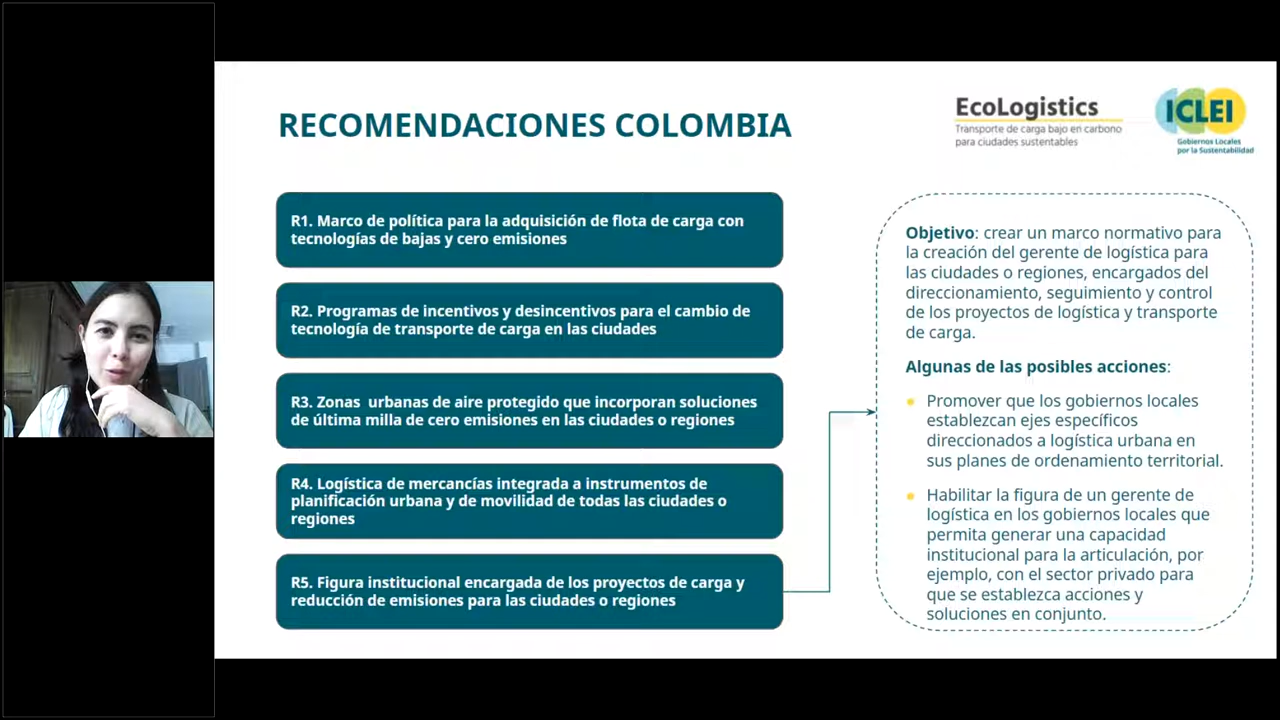 RECOMENDACIONES COLOMBIA
EcoLogistics
Transporte de carga bajo en carbono
para ciudades sustentables
ICLEI
Gobiernos Locales
por la Sustentabilidad
R1. Marco de política para la adquisición de flota de carga con
tecnologías de bajas y cero emisiones
R2. Programas de incentivos y desincentivos para el cambio de
tecnología de transporte de carga en las ciudades
R3. Zonas urbanas de aire protegido que incorporan soluciones
de última milla de cero emisiones en las ciudades o regiones
R4. Logística de mercancías integrada a instrumentos de
planificación urbana y de movilidad de todas las ciudades o
regiones
R5. Figura institucional encargada de los proyectos de carga y
reducción de emisiones para las ciudades o regiones
Objetivo: crear un marco normativo para
la creación del gerente de logística para
las ciudades o regiones, encargados del
direccionamiento, seguimiento y control
de los proyectos de logística y transporte
de carga.
Algunas de las posibles acciones:
Promover que los gobiernos locales
establezcan ejes específicos
direccionados a logística urbana en
sus planes de ordenamiento territorial.
Habilitar la figura de un gerente de
logística en los gobiernos locales que
permita generar una capacidad
institucional para la articulación, por
ejemplo, con el sector privado para
que se establezca acciones y
soluciones en conjunto.